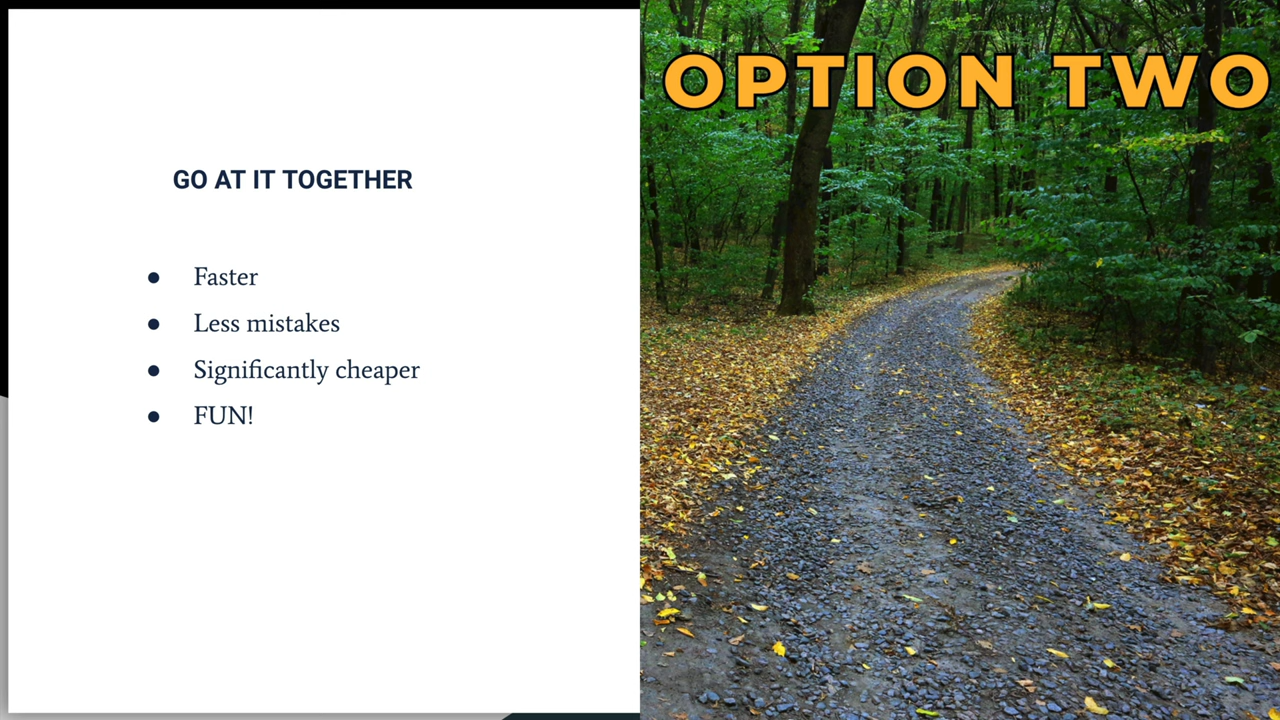 OPTION TWO
GO AT IT TOGETHER
● Faster
● Less mistakes
● Significantly cheaper
● FUN!